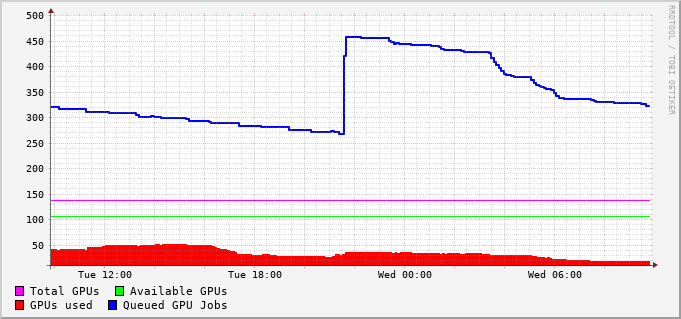 500
450
400
350
300
250
200
150
100
50
Tue 12:00 Tue 18:00 Wed 00:00 Wed 06:00
Total GPUs Available GPUs
GPUs used Queued GPU Jobs
RRDTOOL / TOBI OETIKER